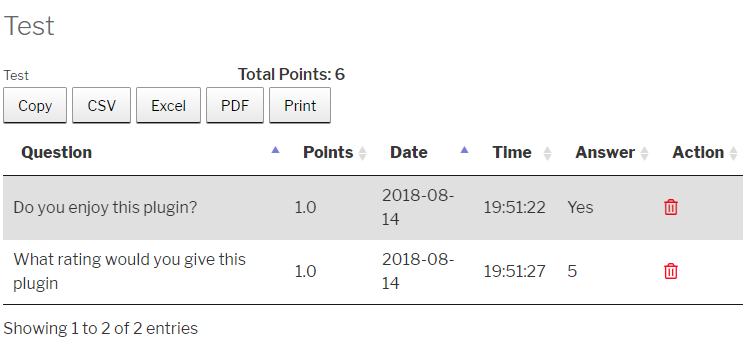 Test
Test Total Points: 6
Copy CSV Excel PDF Print
Question Points Date Time Answer Action
Do you enjoy this plugin? 1.0 2018-08-
14 19:51:22 Yes
What rating would you give this
plugin 1.0 2018-08-
14 19:51:27 5
Showing 1 to 2 of 2 entries